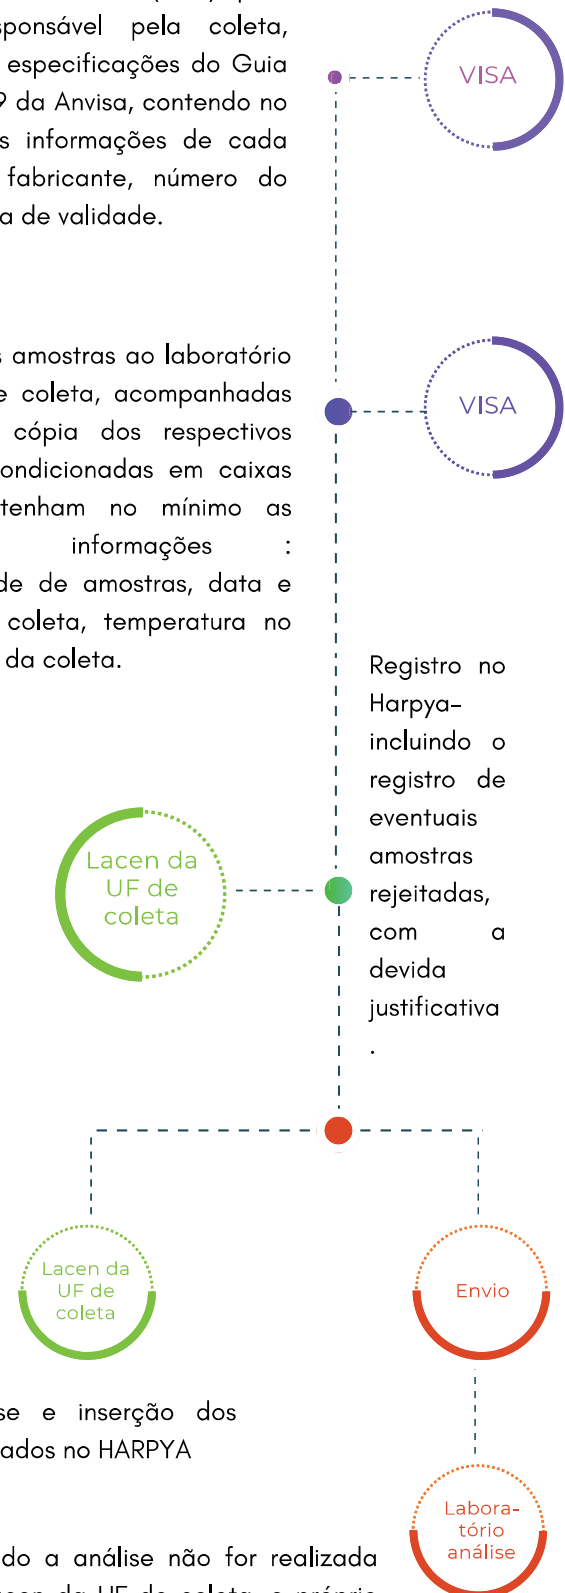 sponsável pela coleta,
especificações do Guia
9 da Anvisa, contendo no
s informações de cada
fabricante, número do
a de validade.
VISA
s amostras ao laboratório
e coleta, acompanhadas
cópia dos respectivos
ondicionadas em caixas
tenham no mínimo as
informações :
de de amostras, data e
coleta, temperatura no
da coleta.
VISA
Registro no
Harpya-
incluindo o
registro de
eventuais
amostras
rejeitadas,
com a
devida
justificativa
.
Lacen da
UF de
coleta
Lacen da
UF de
coleta
Envio
se e inserção dos
ados no HARPYA
Labora-
tório
análise
do a análise não for realizada